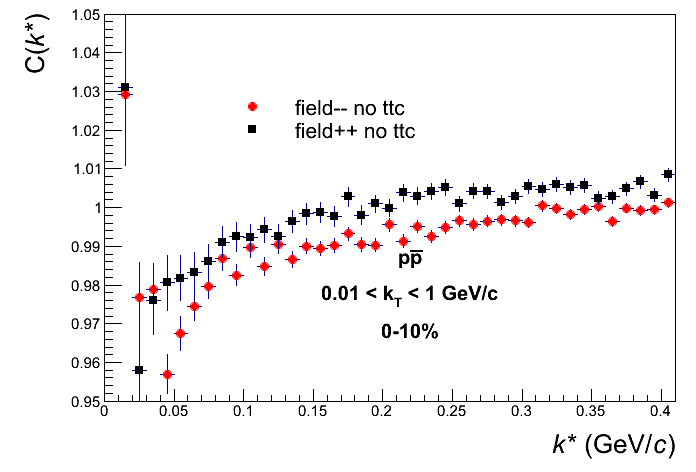 C(k*)
1.05
1.04
1.03
1.02
1.01
1
0.99
0.98
0.97
0.96
0.95
field-- no ttc
field++ no ttc
pp̅
0.01 < k_T < 1 GeV/c
0-10%
0 0.05 0.1 0.15 0.2 0.25 0.3 0.35 0.4
k* (GeV/c)